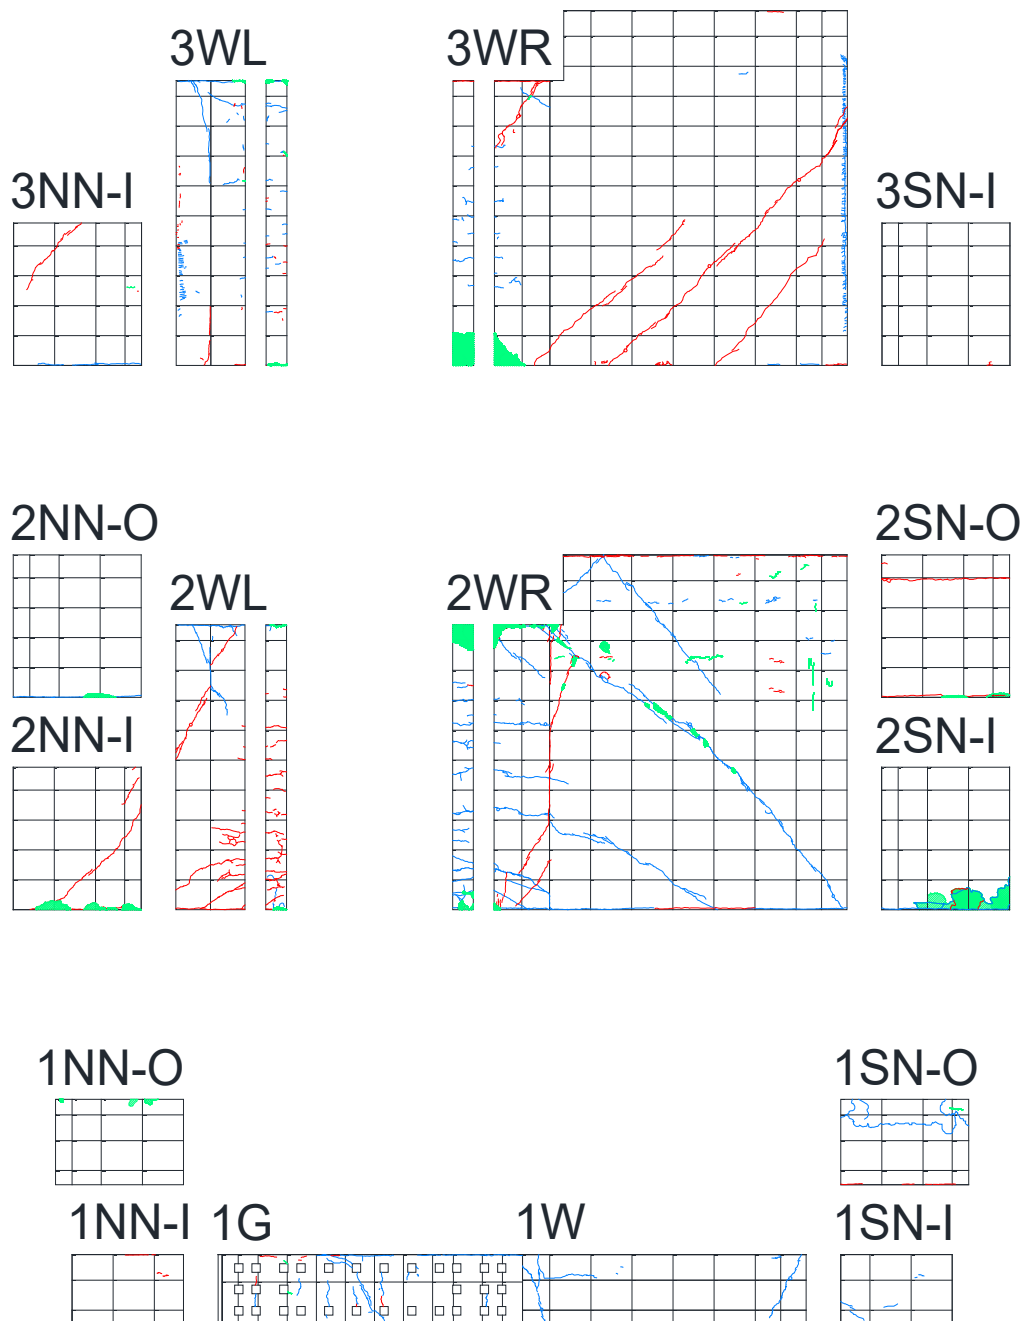 3WL
3WR
3NN-I
3SN-I
2NN-O
2SN-O
2WL
2WR
2NN-I
2SN-I
1NN-O
1SN-O
1NN-I
1G
1W
1SN-I